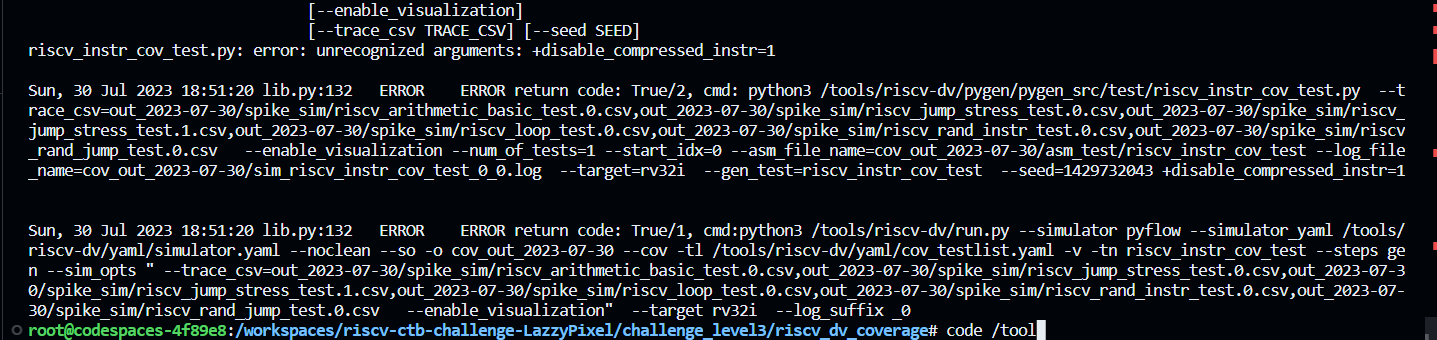 [--enable_visualization]
[--trace_csv TRACE_CSV] [--seed SEED]
riscv_instr_cov_test.py: error: unrecognized arguments: +disable_compressed_instr=1
Sun, 30 Jul 2023 18:51:20 lib.py:132   ERROR    ERROR return code: True/2, cmd: python3 /tools/riscv-dv/pygen/pygen_src/test/riscv_instr_cov_test.py  --t
race_csv=out_2023-07-30/spike_sim/riscv_arithmetic_basic_test.0.csv,out_2023-07-30/spike_sim/riscv_jump_stress_test.0.csv,out_2023-07-30/spike_sim/riscv_
jump_stress_test.1.csv,out_2023-07-30/spike_sim/riscv_loop_test.0.csv,out_2023-07-30/spike_sim/riscv_rand_instr_test.0.csv,out_2023-07-30/spike_sim/riscv
_rand_jump_test.0.csv   --enable_visualization --num_of_tests=1 --start_idx=0 --asm_file_name=cov_out_2023-07-30/asm_test/riscv_instr_cov_test --log_file
_name=cov_out_2023-07-30/sim_riscv_instr_cov_test_0_0.log  --target=rv32i  --gen_test=riscv_instr_cov_test  --seed=1429732043 +disable_compressed_instr=1
Sun, 30 Jul 2023 18:51:20 lib.py:132   ERROR    ERROR return code: True/1, cmd:python3 /tools/riscv-dv/run.py --simulator pyflow --simulator_yaml /tools/
riscv-dv/yaml/simulator.yaml --noclean --so -o cov_out_2023-07-30 --cov -tl /tools/riscv-dv/yaml/cov_testlist.yaml -v -tn riscv_instr_cov_test --steps ge
n --sim_opts " --trace_csv=out_2023-07-30/spike_sim/riscv_arithmetic_basic_test.0.csv,out_2023-07-30/spike_sim/riscv_jump_stress_test.0.csv,out_2023-07-3
0/spike_sim/riscv_jump_stress_test.1.csv,out_2023-07-30/spike_sim/riscv_loop_test.0.csv,out_2023-07-30/spike_sim/riscv_rand_instr_test.0.csv,out_2023-07-
30/spike_sim/riscv_rand_jump_test.0.csv   --enable_visualization"  --target rv32i  --log_suffix _0
root@codespaces-4f89e8:/workspaces/riscv-ctb-challenge-LazzyPixel/challenge_level3/riscv_dv_coverage# code /tool